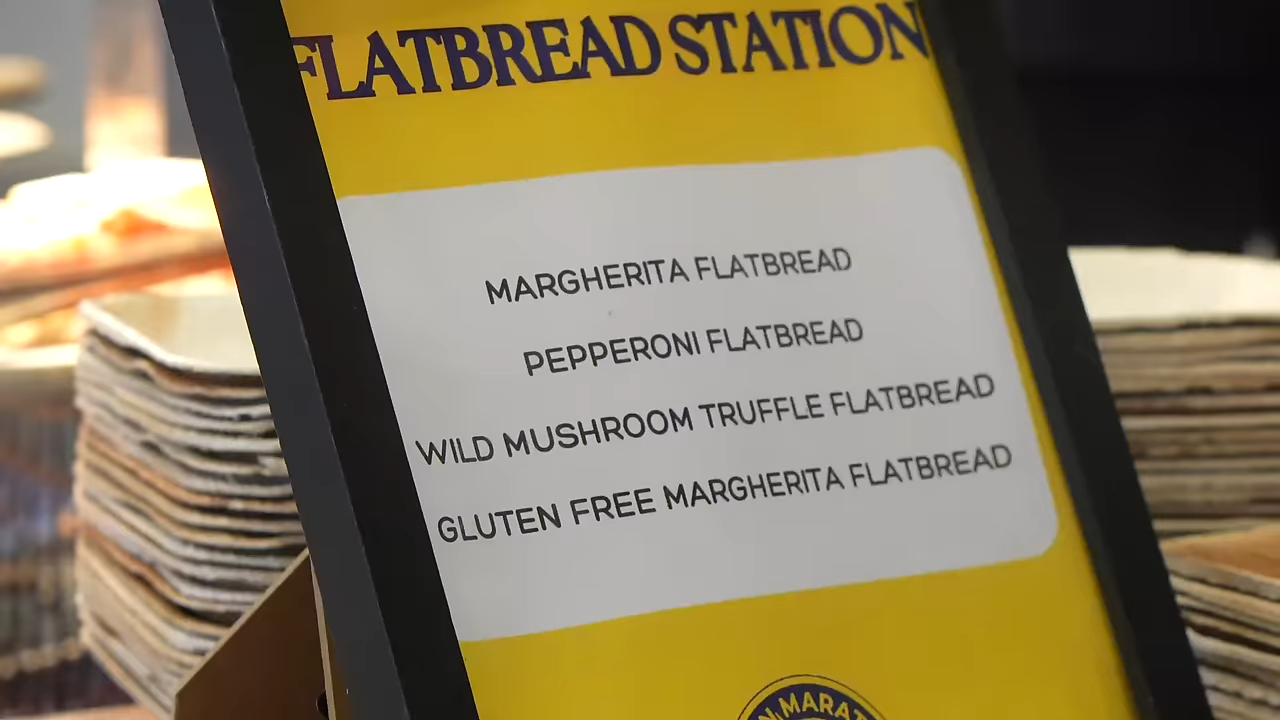 FLATBREAD STATION
MARGHERITA FLATBREAD
PEPPERONI FLATBREAD
WILD MUSHROOM TRUFFLE FLATBREAD
GLUTEN FREE MARGHERITA FLATBREAD